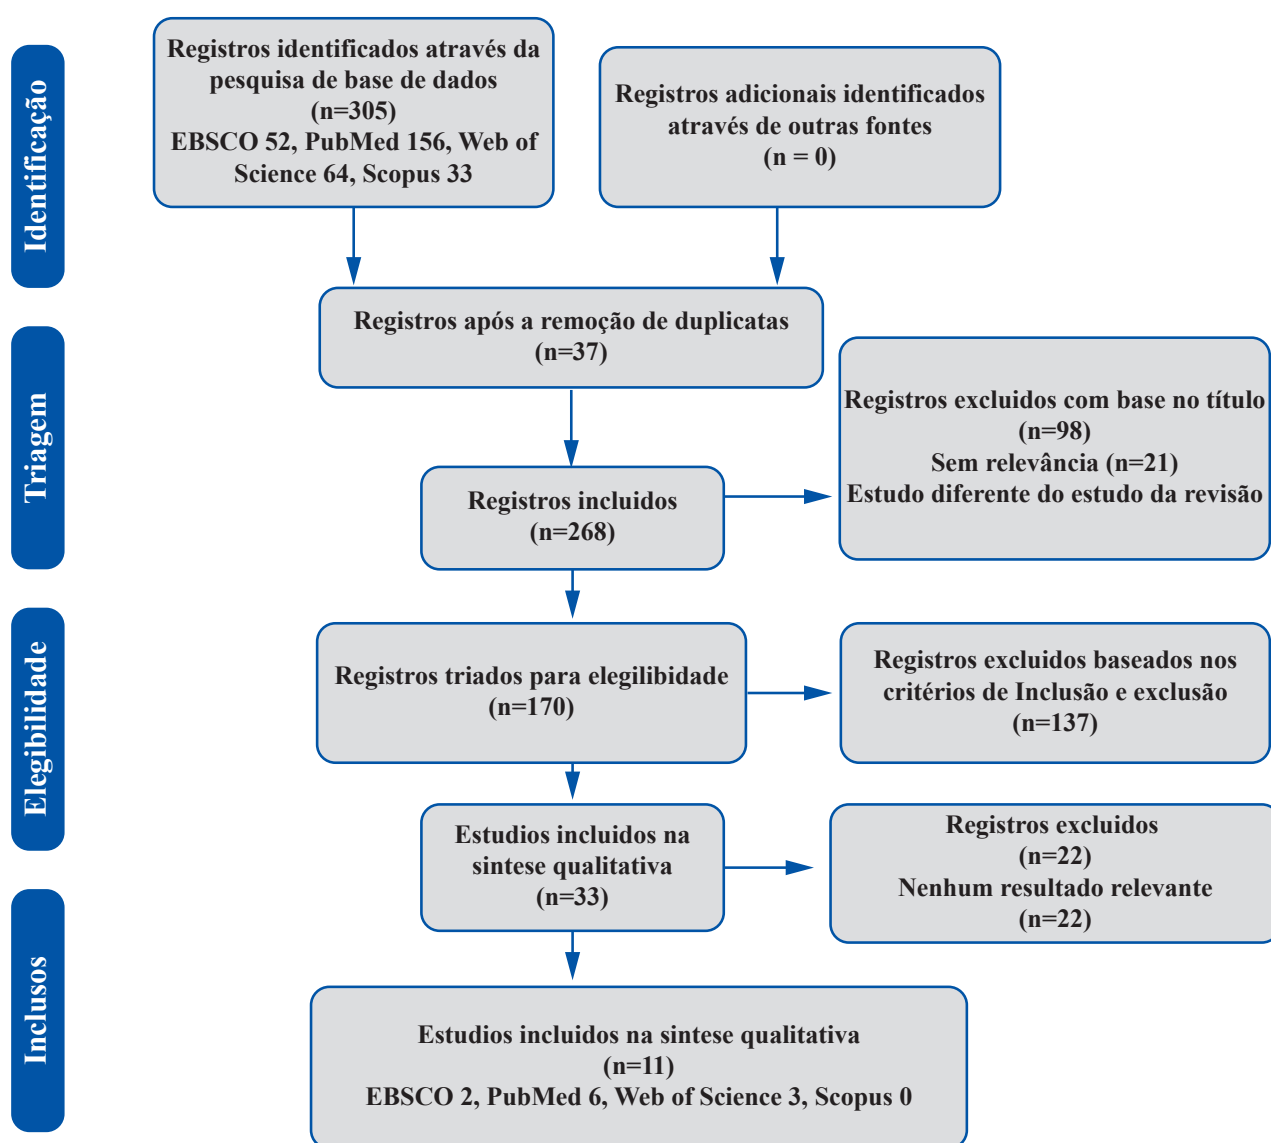 Identificação
Registros identificados através da
pesquisa de base de dados
(n=305)
EBSCO 52, PubMed 156, Web of
Science 64, Scopus 33
Registros adicionais identificados
através de outras fontes
(n = 0)
Registros após a remoção de duplicatas
(n=37)
Triagem
Registros excluidos com base no título
(n=98)
Sem relevância (n=21)
Estudo diferente do estudo da revisão
Registros incluidos
(n=268)
Elegibilidade
Registros triados para elegilibidade
(n=170)
Registros excluidos baseados nos
critérios de Inclusão e exclusão
(n=137)
Estudios incluidos na
sintese qualitativa
(n=33)
Registros excluidos
(n=22)
Nenhum resultado relevante
(n=22)
Inclusos
Estudios incluidos na sintese qualitativa
(n=11)
EBSCO 2, PubMed 6, Web of Science 3, Scopus 0